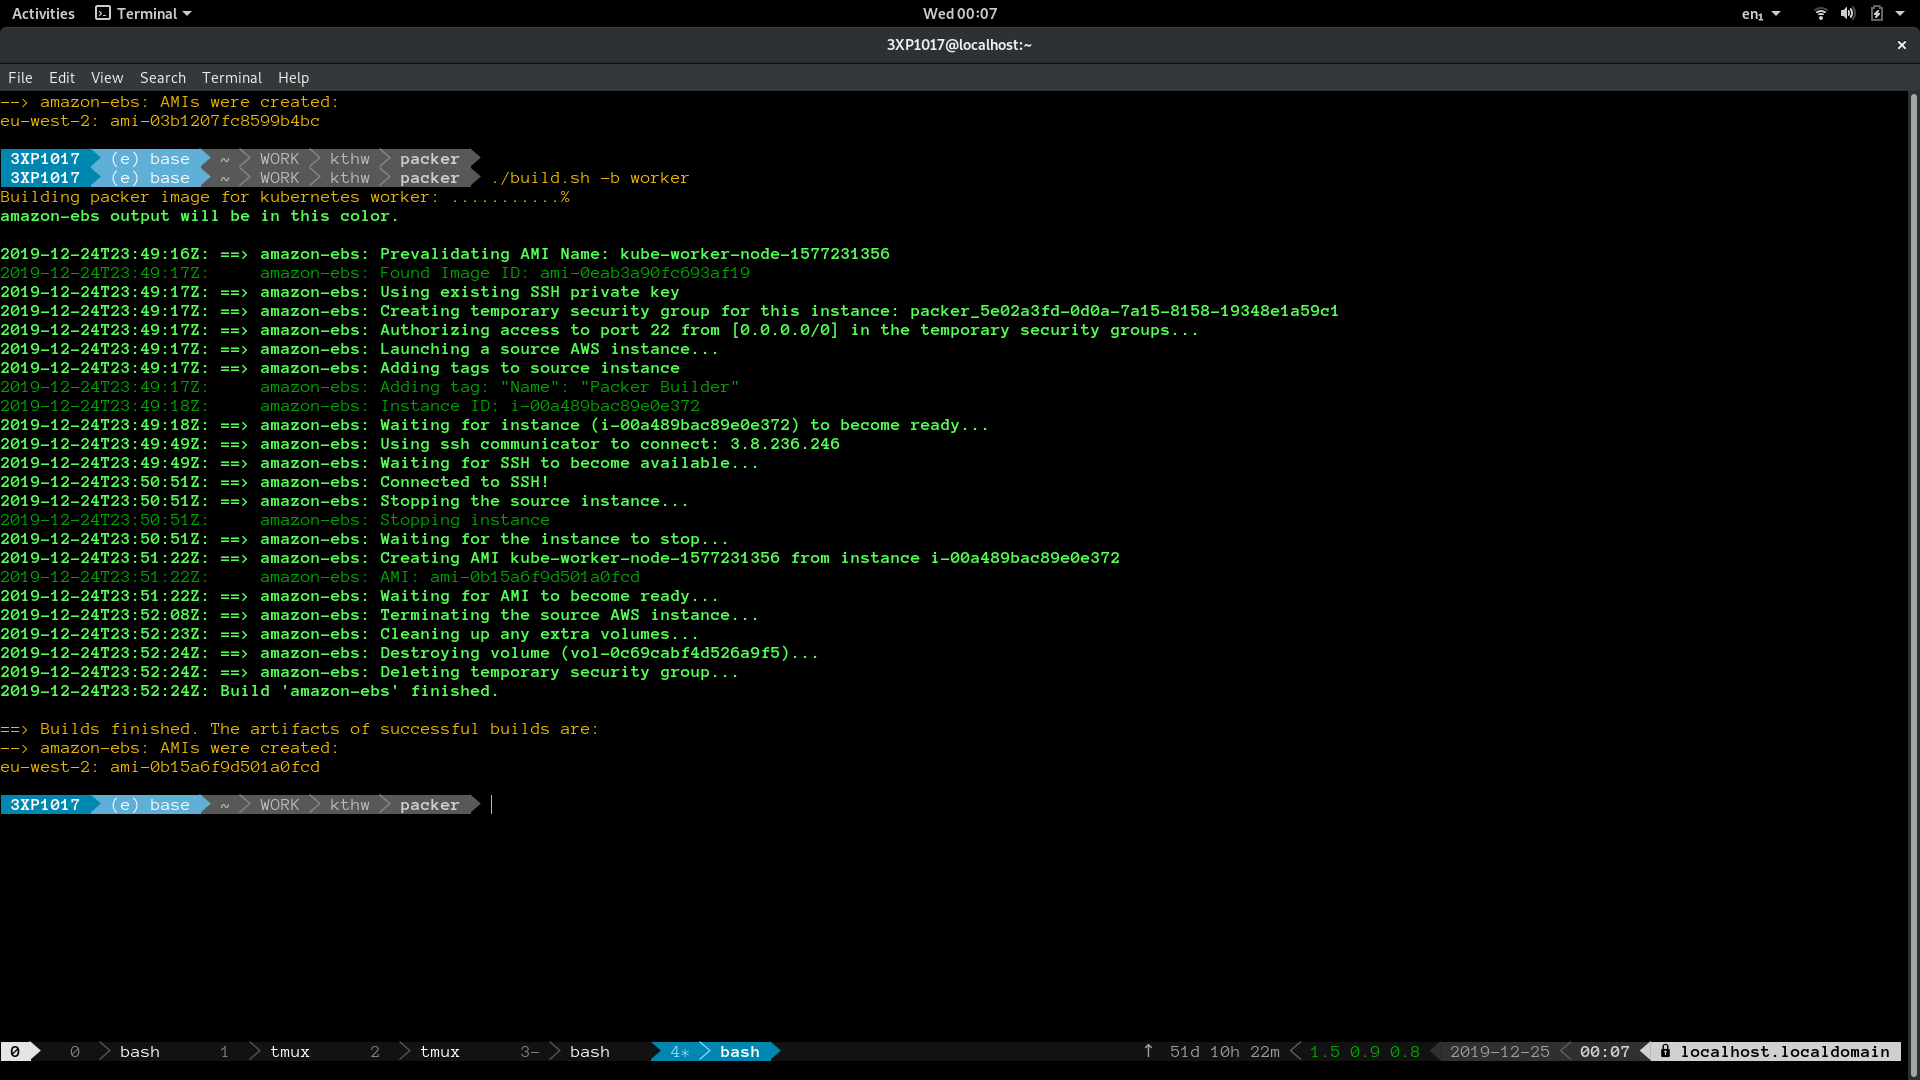 Activities Terminal Wed 00:07 en₁
3XP1017@localhost:~
File Edit View Search Terminal Help
--> amazon-ebs: AMIs were created:
eu-west-2: ami-03b1207fc8599b4bc
3XP1017 (e) base ~ WORK kthw packer
3XP1017 (e) base ~ WORK kthw packer ./build.sh -b worker
Building packer image for kubernetes worker: ...........%
amazon-ebs output will be in this color.
2019-12-24T23:49:16Z: ==> amazon-ebs: Prevalidating AMI Name: kube-worker-node-1577231356
2019-12-24T23:49:17Z: amazon-ebs: Found Image ID: ami-0eab3a90fc693af19
2019-12-24T23:49:17Z: ==> amazon-ebs: Using existing SSH private key
2019-12-24T23:49:17Z: ==> amazon-ebs: Creating temporary security group for this instance: packer_5e02a3fd-0d0a-7a15-8158-19348e1a59c1
2019-12-24T23:49:17Z: ==> amazon-ebs: Authorizing access to port 22 from [0.0.0.0/0] in the temporary security groups...
2019-12-24T23:49:17Z: ==> amazon-ebs: Launching a source AWS instance...
2019-12-24T23:49:17Z: ==> amazon-ebs: Adding tags to source instance
2019-12-24T23:49:17Z: amazon-ebs: Adding tag: "Name": "Packer Builder"
2019-12-24T23:49:18Z: amazon-ebs: Instance ID: i-00a489bac89e0e372
2019-12-24T23:49:18Z: ==> amazon-ebs: Waiting for instance (i-00a489bac89e0e372) to become ready...
2019-12-24T23:49:49Z: ==> amazon-ebs: Using ssh communicator to connect: 3.8.236.246
2019-12-24T23:49:49Z: ==> amazon-ebs: Waiting for SSH to become available...
2019-12-24T23:50:51Z: ==> amazon-ebs: Connected to SSH!
2019-12-24T23:50:51Z: ==> amazon-ebs: Stopping the source instance...
2019-12-24T23:50:51Z: amazon-ebs: Stopping instance
2019-12-24T23:50:51Z: ==> amazon-ebs: Waiting for the instance to stop...
2019-12-24T23:51:22Z: ==> amazon-ebs: Creating AMI kube-worker-node-1577231356 from instance i-00a489bac89e0e372
2019-12-24T23:51:22Z: amazon-ebs: AMI: ami-0b15a6f9d501a0fcd
2019-12-24T23:51:22Z: ==> amazon-ebs: Waiting for AMI to become ready...
2019-12-24T23:52:08Z: ==> amazon-ebs: Terminating the source AWS instance...
2019-12-24T23:52:23Z: ==> amazon-ebs: Cleaning up any extra volumes...
2019-12-24T23:52:24Z: ==> amazon-ebs: Destroying volume (vol-0c69cabf4d526a9f5)...
2019-12-24T23:52:24Z: ==> amazon-ebs: Deleting temporary security group...
2019-12-24T23:52:24Z: Build 'amazon-ebs' finished.
==> Builds finished. The artifacts of successful builds are:
--> amazon-ebs: AMIs were created:
eu-west-2: ami-0b15a6f9d501a0fcd
3XP1017 (e) base ~ WORK kthw packer
0 0 bash 1 tmux 2 tmux 3- bash 4* bash ↑ 51d 10h 22m 1.5 0.9 0.8 2019-12-25 00:07 localhost.localdomain